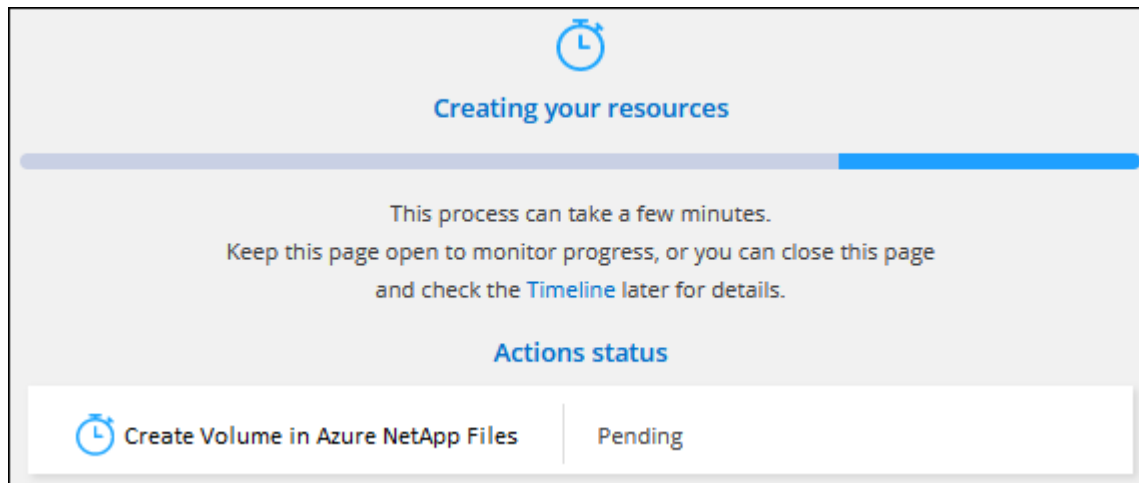 Creating your resources
This process can take a few minutes.
Keep this page open to monitor progress, or you can close this page
and check the Timeline later for details.
Actions status
Create Volume in Azure NetApp Files
Pending